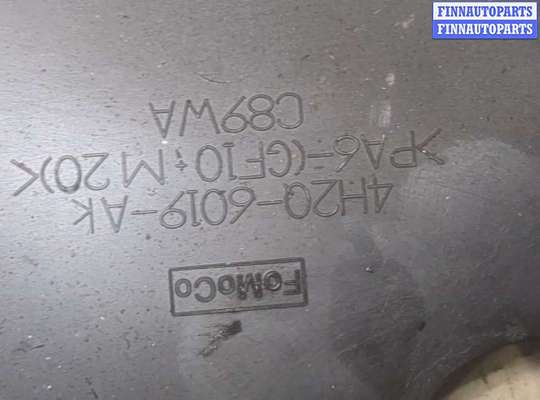 FINNAUTOPARTS
FINNAUTOPARTS
FoMoCo
4H2Q-6019-AK
>PA6-(GF10+M20)<
C89WA